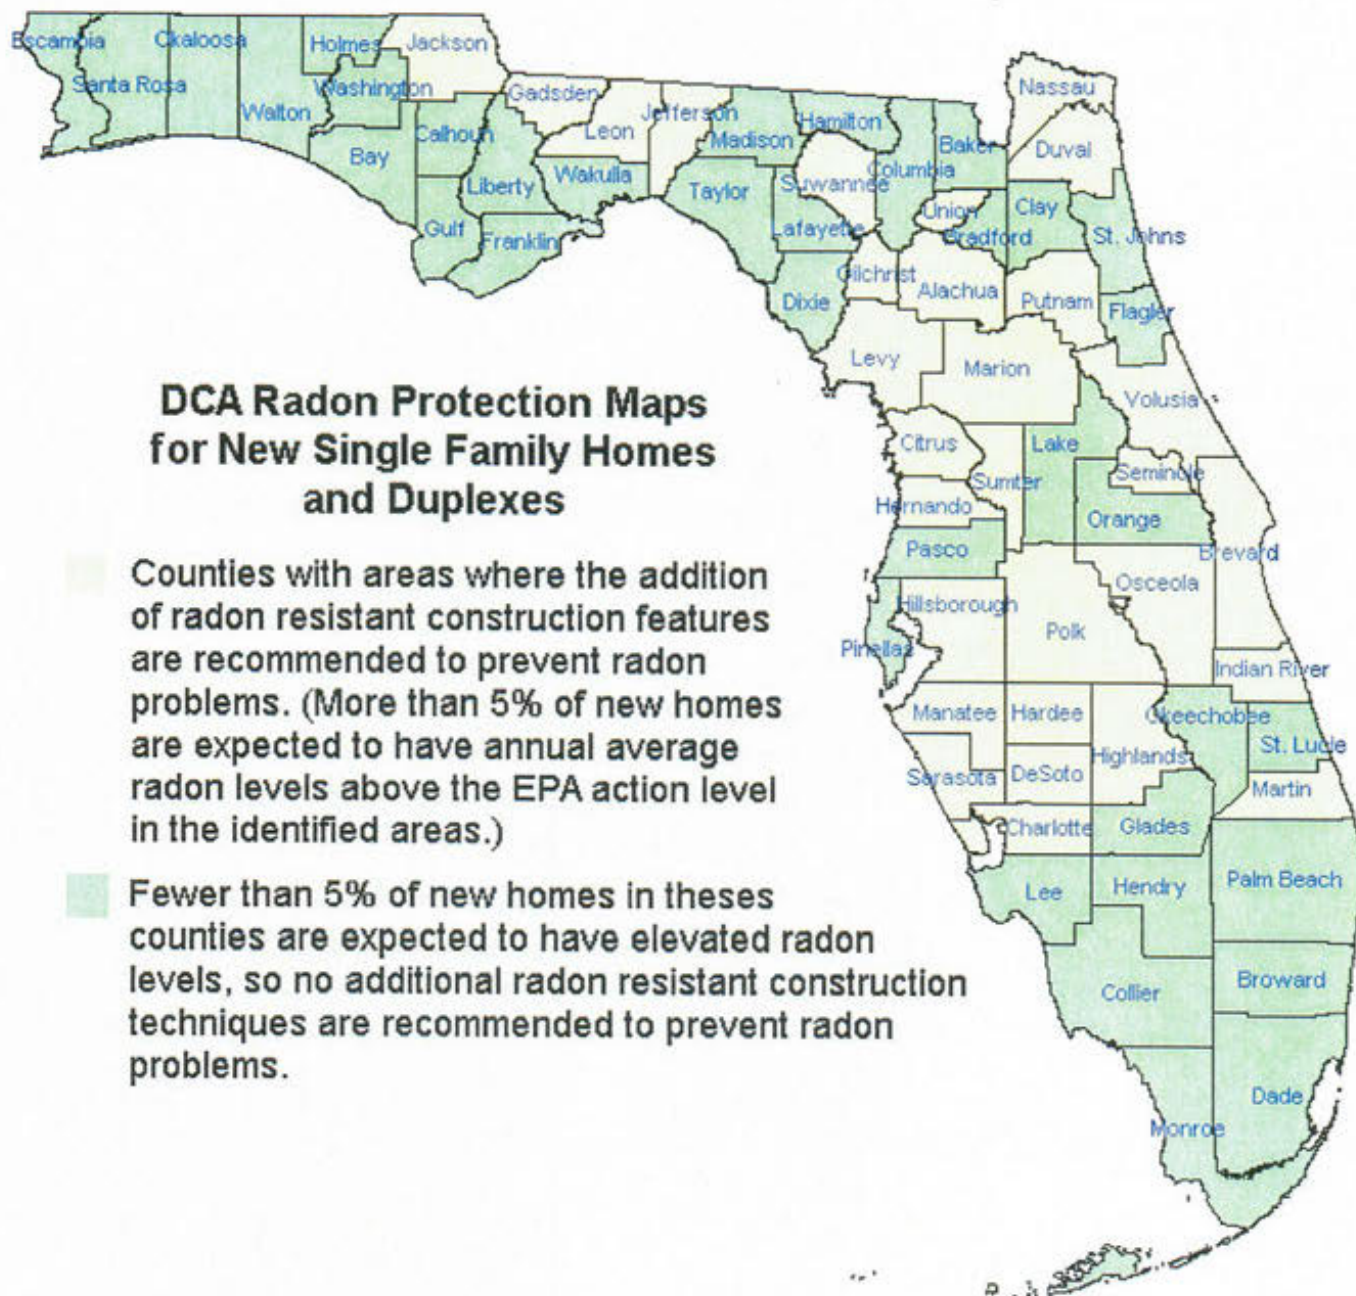 Escambia
Santa Rosa
Okaloosa
Walton
Holmes
Washington
Jackson
Bay
Calhoun
Gulf
Liberty
Franklin
Gadsden
Leon
Wakulla
Jefferson
Madison
Taylor
Hamilton
Suwannee
Lafayette
Dixie
Columbia
Baker
Union
Bradford
Nassau
Duval
Clay
St. Johns
Gilchrist
Alachua
Putnam
Flagler
Levy
Marion
Volusia
Citrus
Sumter
Lake
Seminole
Hernando
Orange
Pasco
Brevard
Osceola
Hillsborough
Polk
Pinellas
Indian River
Manatee
Hardee
Highlands
Okeechobee
St. Lucie
Sarasota
DeSoto
Martin
Charlotte
Glades
Lee
Hendry
Palm Beach
Collier
Broward
Dade
Monroe
DCA Radon Protection Maps
for New Single Family Homes
and Duplexes
Counties with areas where the addition
of radon resistant construction features
are recommended to prevent radon
problems. (More than 5% of new homes
are expected to have annual average
radon levels above the EPA action level
in the identified areas.)
Fewer than 5% of new homes in theses
counties are expected to have elevated radon
levels, so no additional radon resistant construction
techniques are recommended to prevent radon
problems.